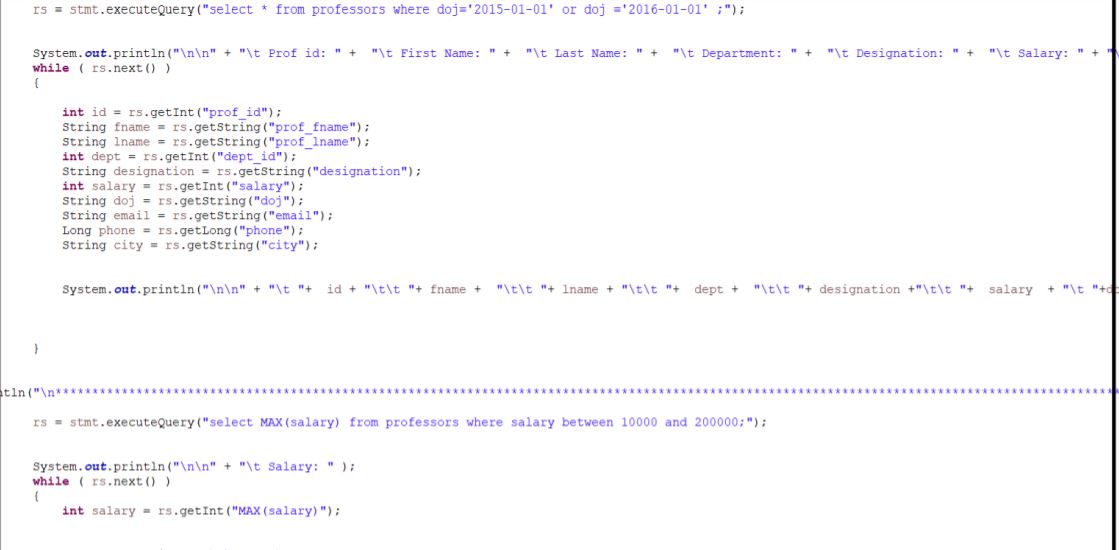 rs = stmt.executeQuery("select * from professors where doj='2015-01-01' or doj ='2016-01-01' ;");
System.out.println("\n\n" + "\t Prof id: " + "\t First Name: " + "\t Last Name: " + "\t Department: " + "\t Designation: " + "\t Salary: " + "\
while ( rs.next() )
{
int id = rs.getInt("prof_id");
String fname = rs.getString("prof_fname");
String lname = rs.getString("prof_lname");
int dept = rs.getInt("dept_id");
String designation = rs.getString("designation");
int salary = rs.getInt("salary");
String doj = rs.getString("doj");
String email = rs.getString("email");
Long phone = rs.getLong("phone");
String city = rs.getString("city");
System.out.println("\n\n" + "\t "+ id + "\t\t "+ fname + "\t\t "+ lname + "\t\t "+ dept + "\t\t "+ designation +"\t\t "+ salary + "\t "+do
}
ntln("\n*************************************************************************************************************************************************
rs = stmt.executeQuery("select MAX(salary) from professors where salary between 10000 and 200000;");
System.out.println("\n\n" + "\t Salary: " );
while ( rs.next() )
{
int salary = rs.getInt("MAX(salary)");